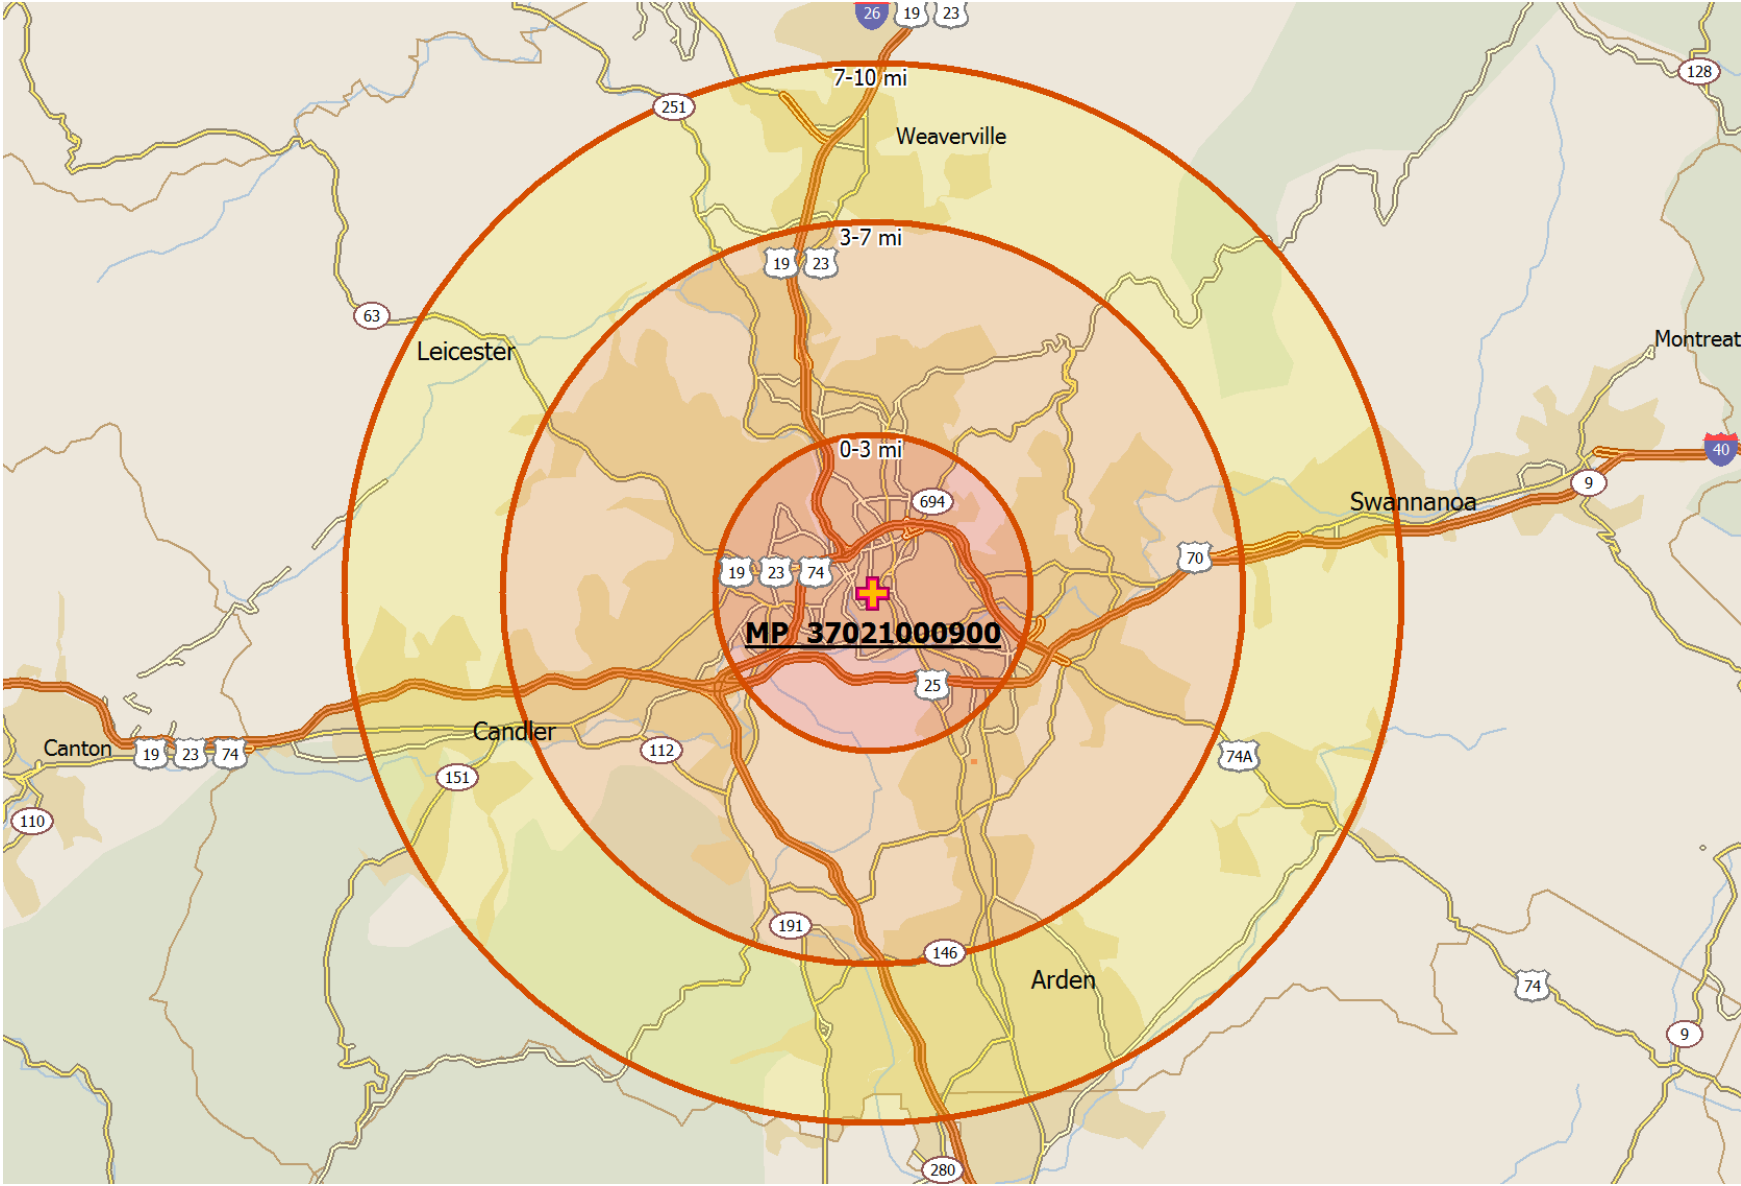 26
19
23
7-10 mi
128
251
Weaverville
3-7 mi
19
23
63
Leicester
Montreat
0-3 mi
40
9
694
Swannanoa
70
19
23
74
MP_37021000900
25
Candler
Canton
19
23
74
112
74A
151
110
191
146
Arden
74
9
280